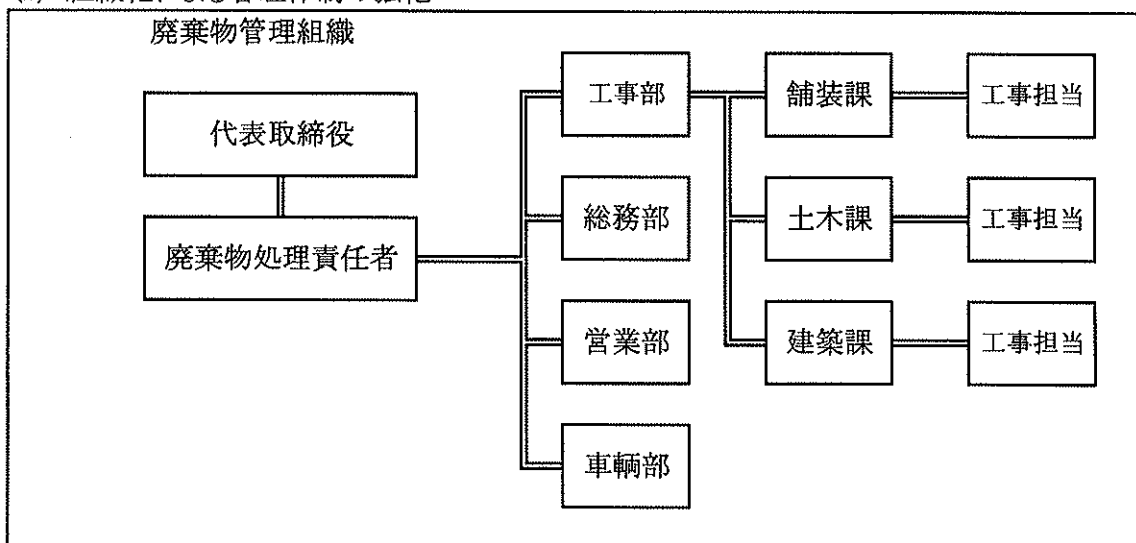 廃棄物管理組織
代表取締役
廃棄物処理責任者
工事部
総務部
営業部
車輌部
舗装課
土木課
建築課
工事担当
工事担当
工事担当